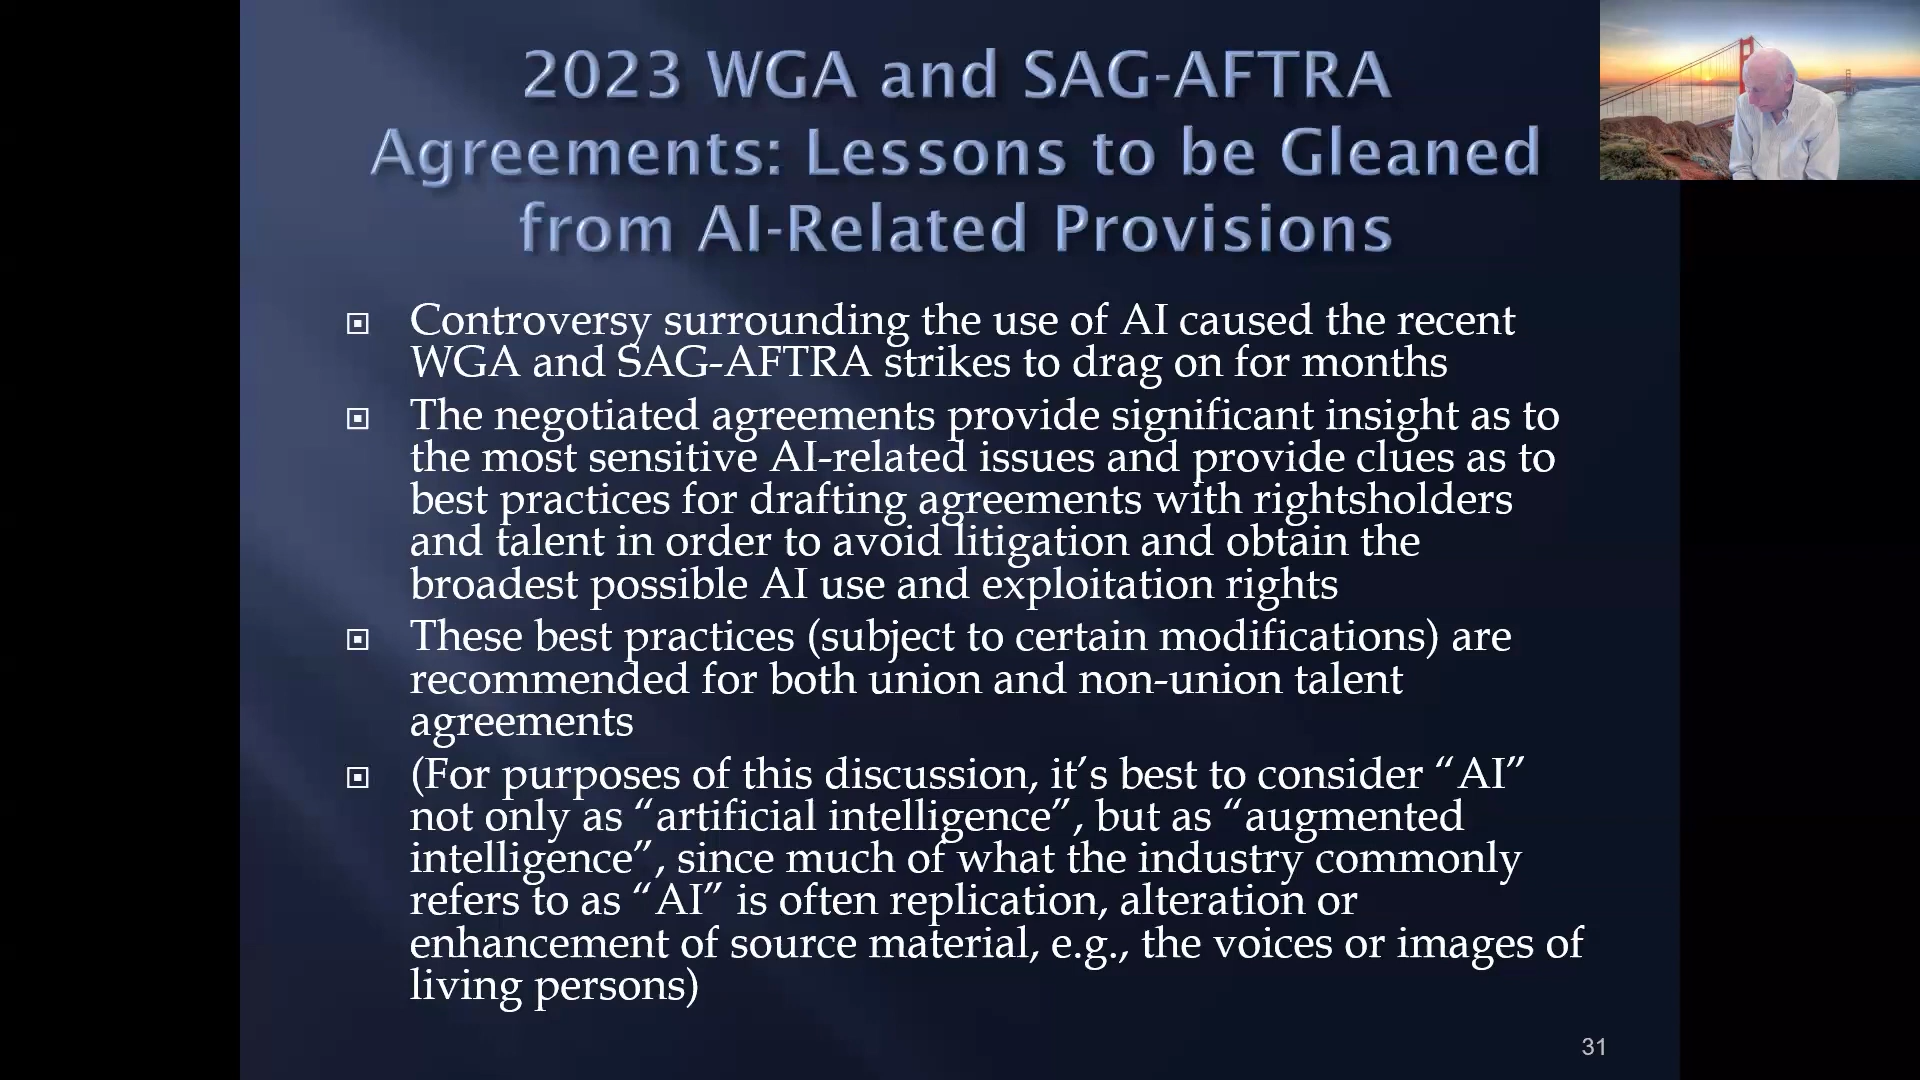 2023 WGA and SAG-AFTRA
Agreements: Lessons to be Gleaned
from AI-Related Provisions
Controversy surrounding the use of AI caused the recent
WGA and SAG-AFTRA strikes to drag on for months
The negotiated agreements provide significant insight as to
the most sensitive AI-related issues and provide clues as to
best practices for drafting agreements with rightsholders
and talent in order to avoid litigation and obtain the
broadest possible AI use and exploitation rights
These best practices (subject to certain modifications) are
recommended for both union and non-union talent
agreements
(For purposes of this discussion, it’s best to consider “AI”
not only as “artificial intelligence”, but as “augmented
intelligence”, since much of what the industry commonly
refers to as “AI” is often replication, alteration or
enhancement of source material, e.g., the voices or images of
living persons)
31